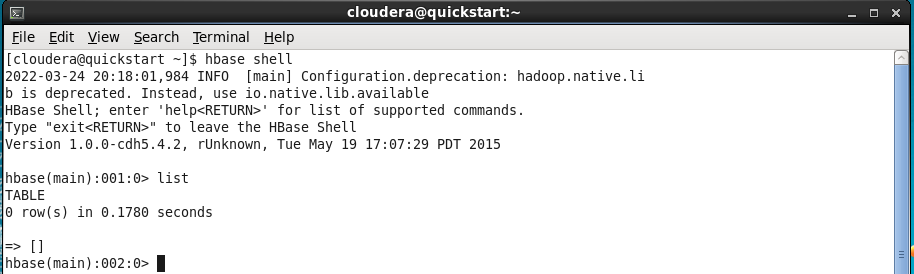 cloudera@quickstart:~
File Edit View Search Terminal Help
[cloudera@quickstart ~]$ hbase shell
2022-03-24 20:18:01,984 INFO  [main] Configuration.deprecation: hadoop.native.li
b is deprecated. Instead, use io.native.lib.available
HBase Shell; enter 'help<RETURN>' for list of supported commands.
Type "exit<RETURN>" to leave the HBase Shell
Version 1.0.0-cdh5.4.2, rUnknown, Tue May 19 17:07:29 PDT 2015
hbase(main):001:0> list
TABLE
0 row(s) in 0.1780 seconds
=> []
hbase(main):002:0>